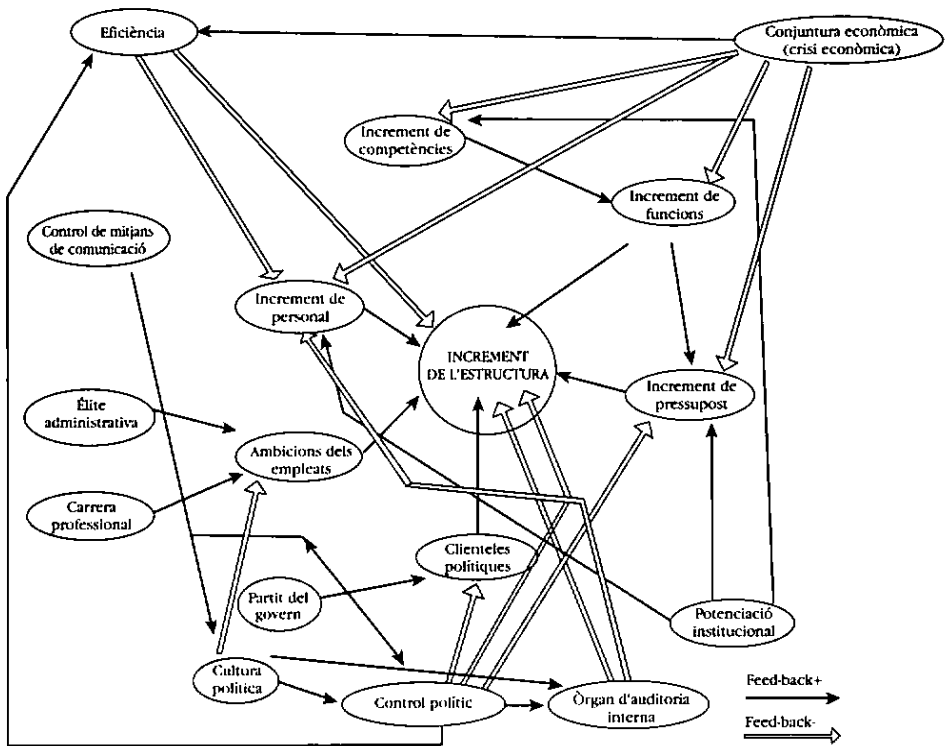 Eficiència
Conjuntura econòmica
(crisi econòmica)
Increment de
competències
Increment de
funcions
Control de mitjans
de comunicació
Increment de
personal
INCREMENT
DE L'ESTRUCTURA
Increment de
pressupost
Élite
administrativa
Ambicions dels
empleats
Carrera
professional
Clienteles
polítiques
Partit del
govern
Potenciació
institucional
Cultura
política
Control polític
Òrgan d'auditoria
interna
Feed-back+
Feed-back-